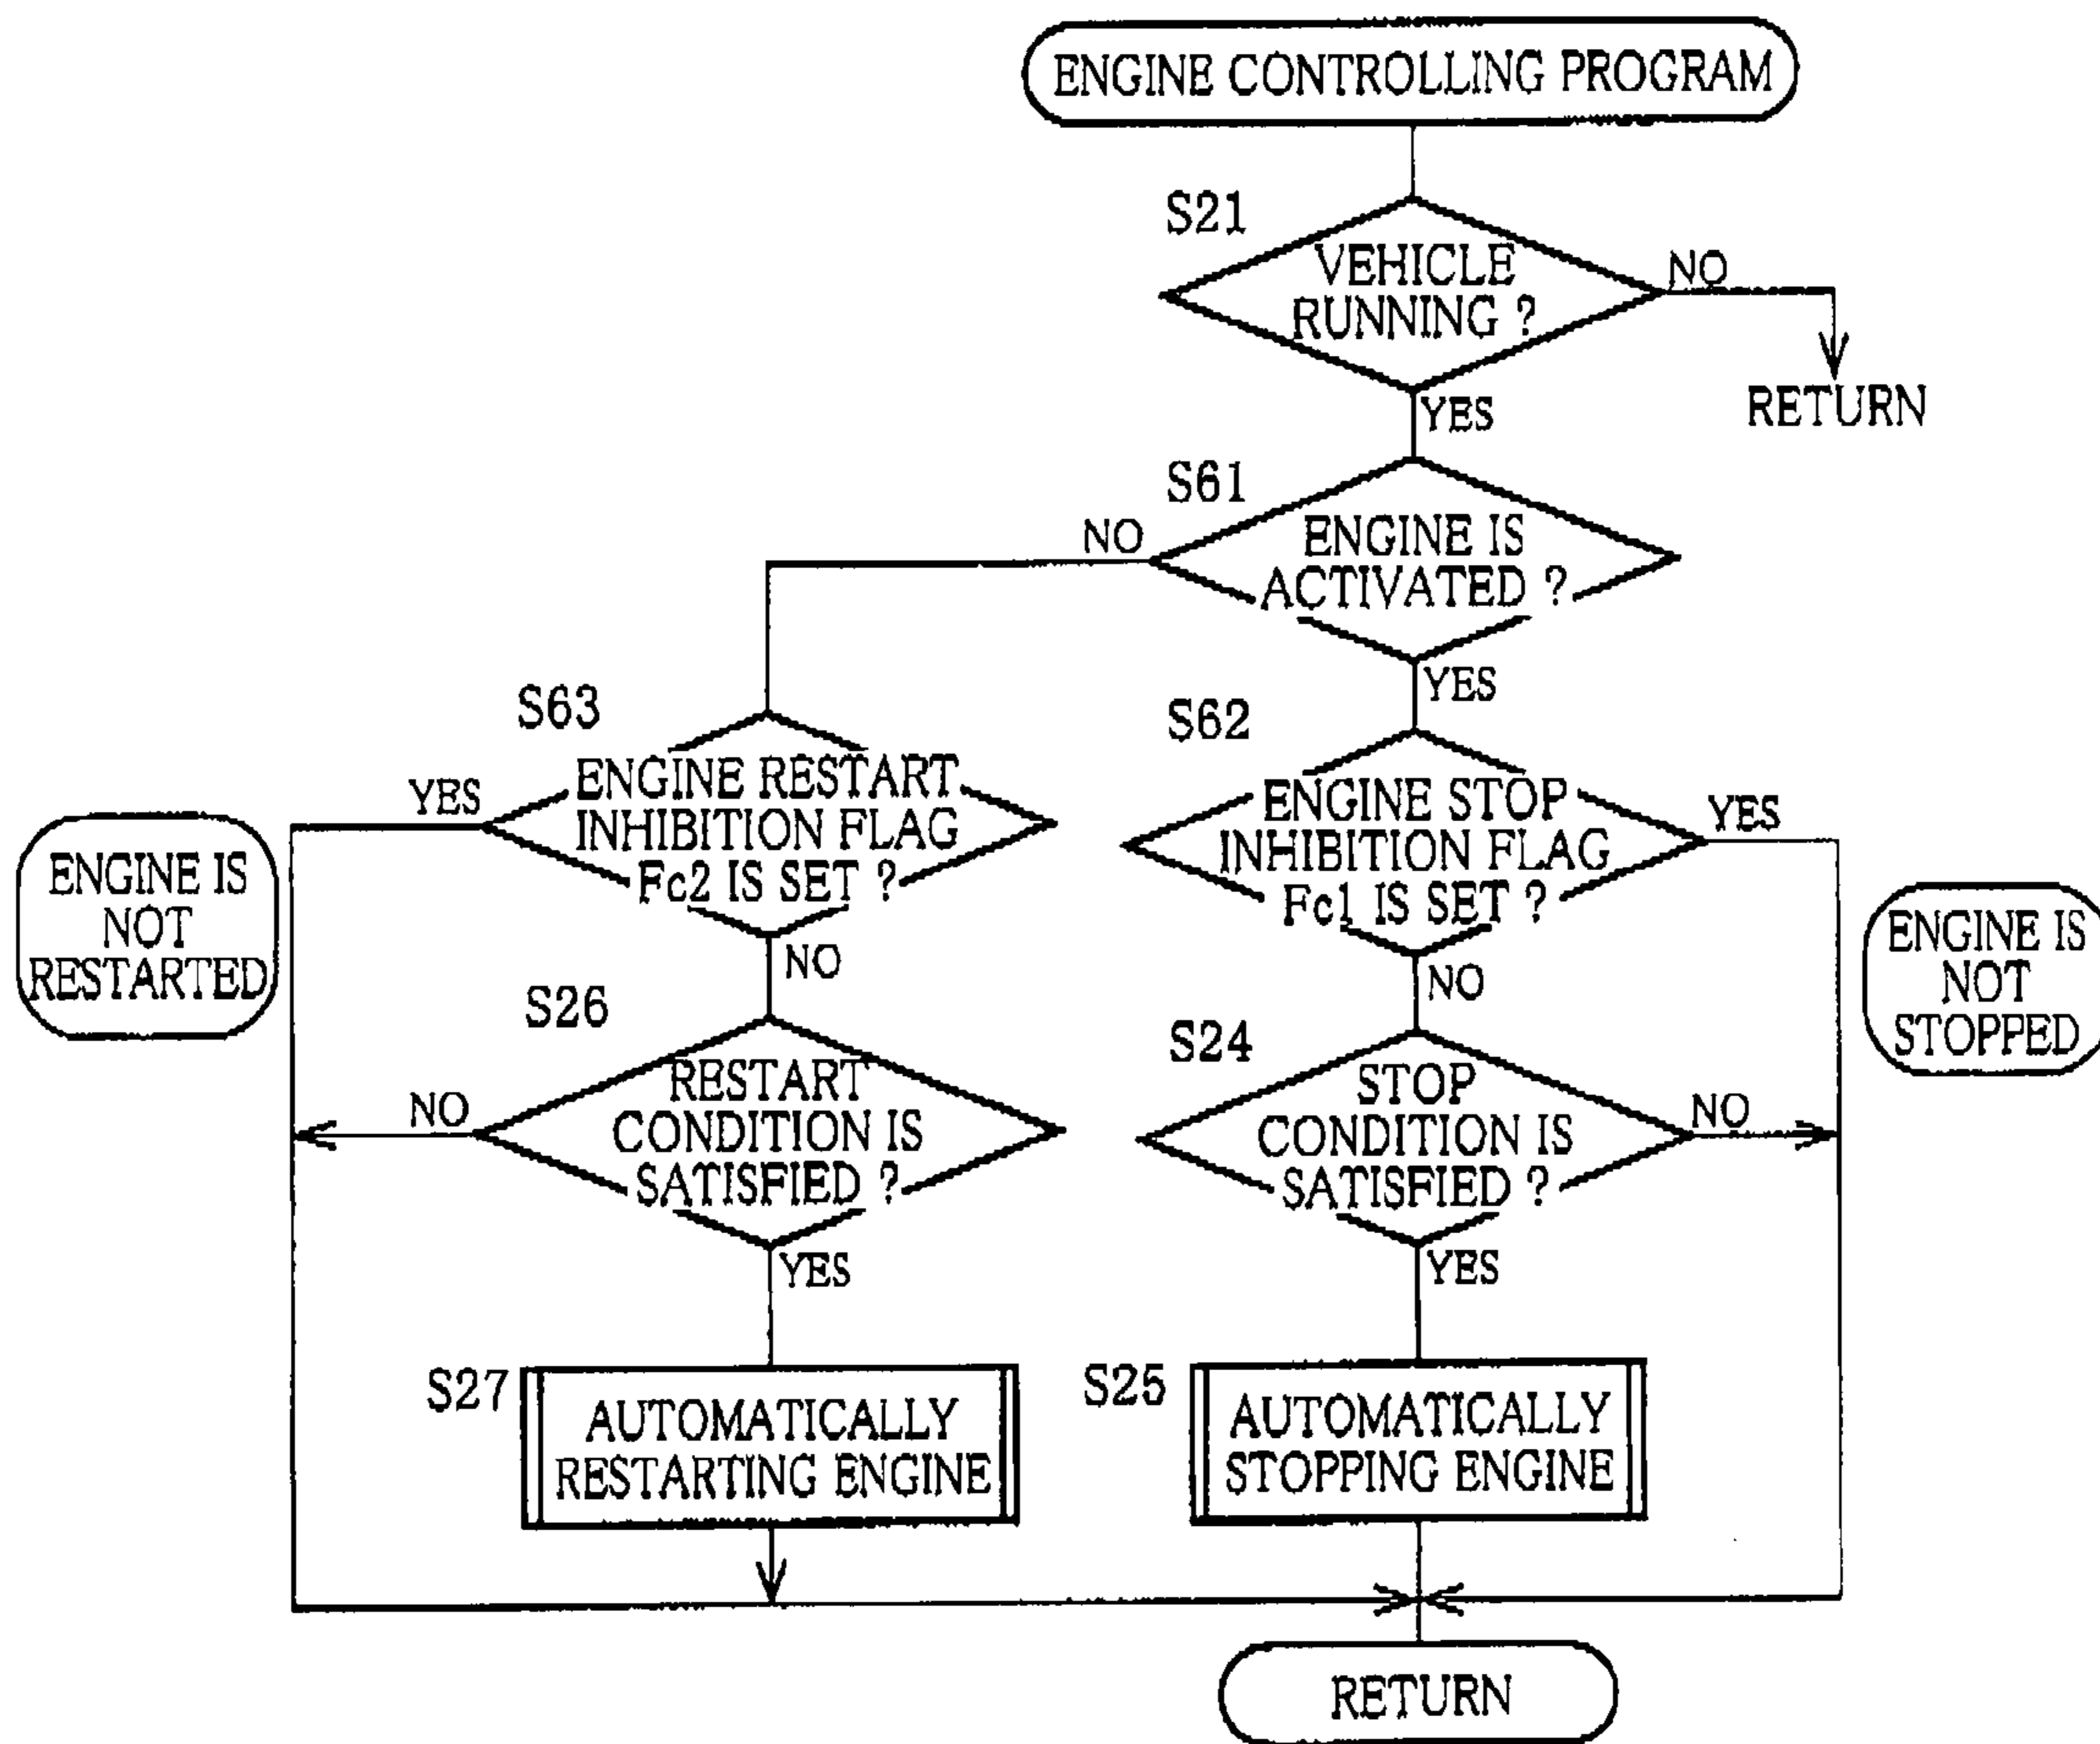 ENGINE CONTROLLING PROGRAM
S21
VEHICLE
RUNNING ?
NO
RETURN
YES
S61
ENGINE IS
ACTIVATED ?
NO
YES
S63
ENGINE RESTART
INHIBITION FLAG
Fc2 IS SET ?
YES
NO
S62
ENGINE STOP
INHIBITION FLAG
Fc1 IS SET ?
YES
NO
ENGINE IS
NOT
RESTARTED
ENGINE IS
NOT
STOPPED
S26
RESTART
CONDITION IS
SATISFIED ?
NO
YES
S24
STOP
CONDITION IS
SATISFIED ?
NO
YES
S27
AUTOMATICALLY
RESTARTING ENGINE
S25
AUTOMATICALLY
STOPPING ENGINE
RETURN